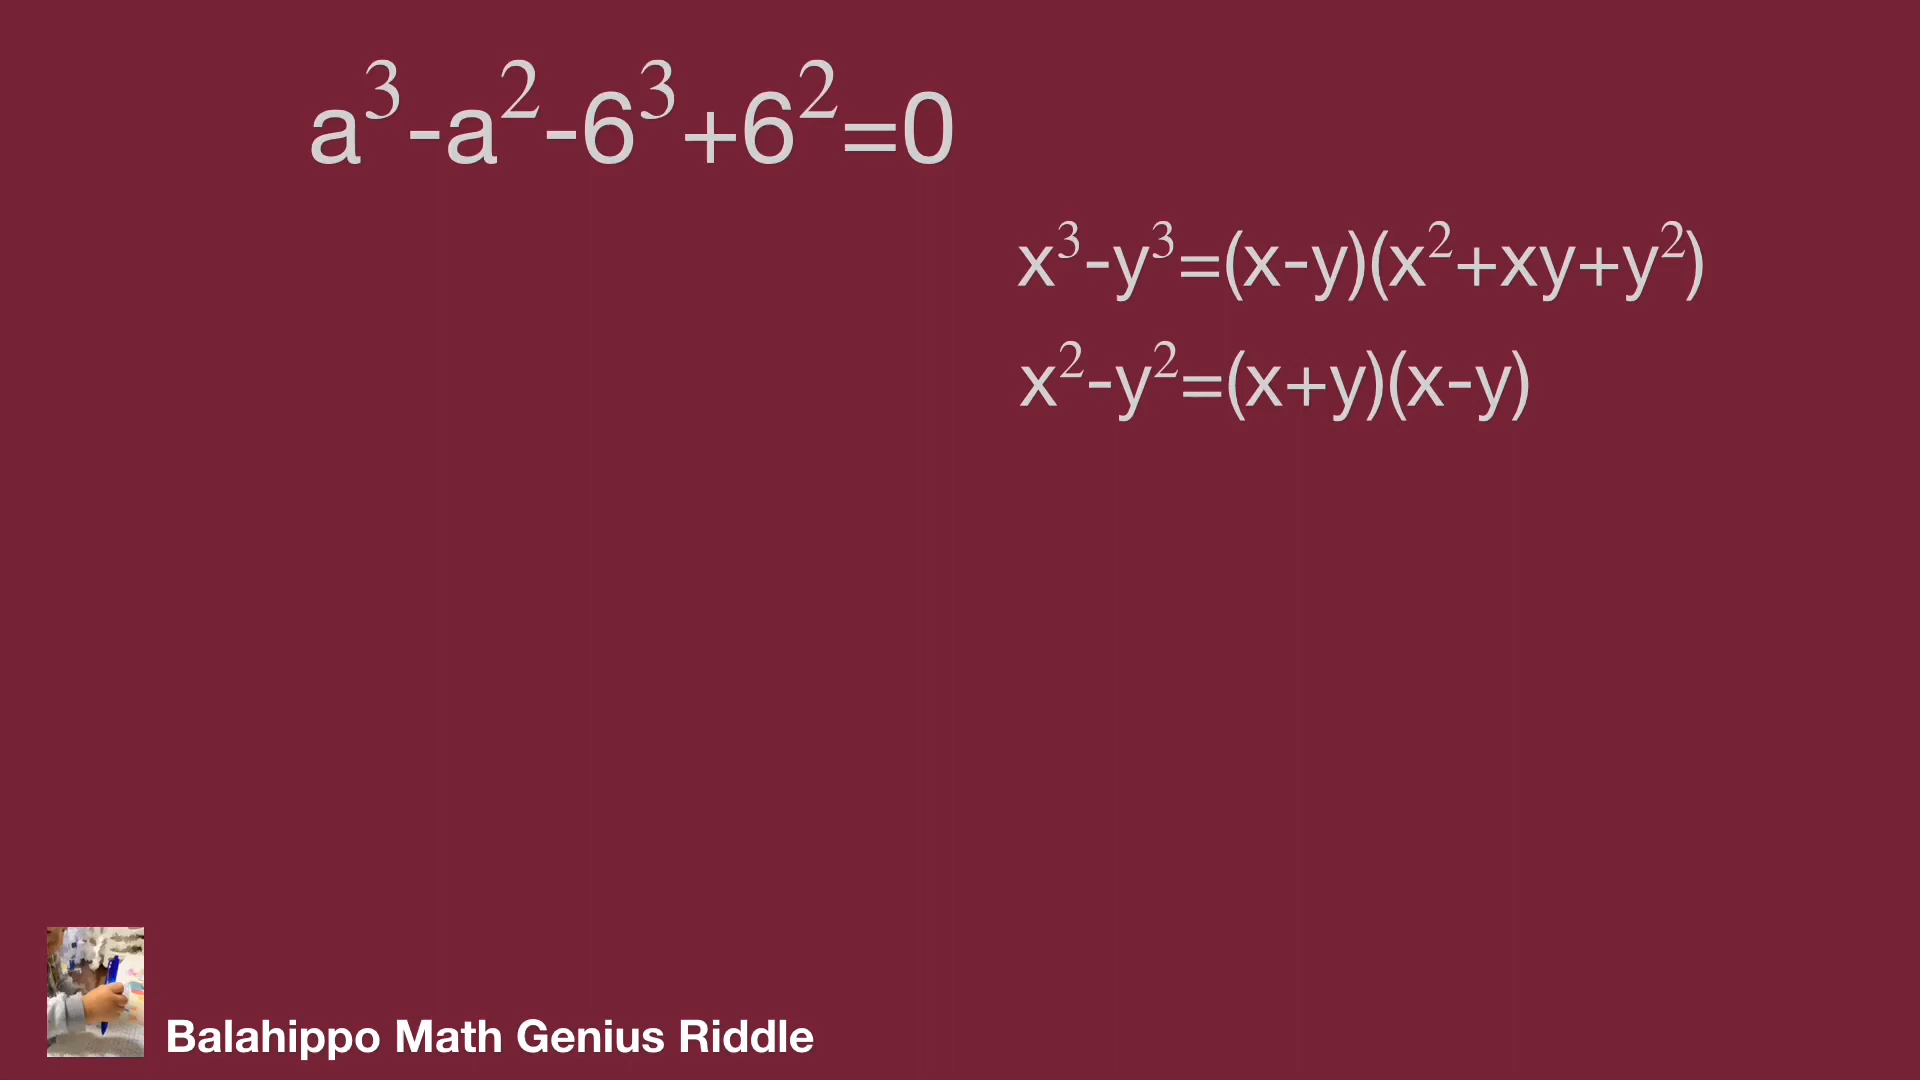 a³-a²-6³+6²=0
x³-y³=(x-y)(x²+xy+y²)
x²-y²=(x+y)(x-y)
Balahippo Math Genius Riddle